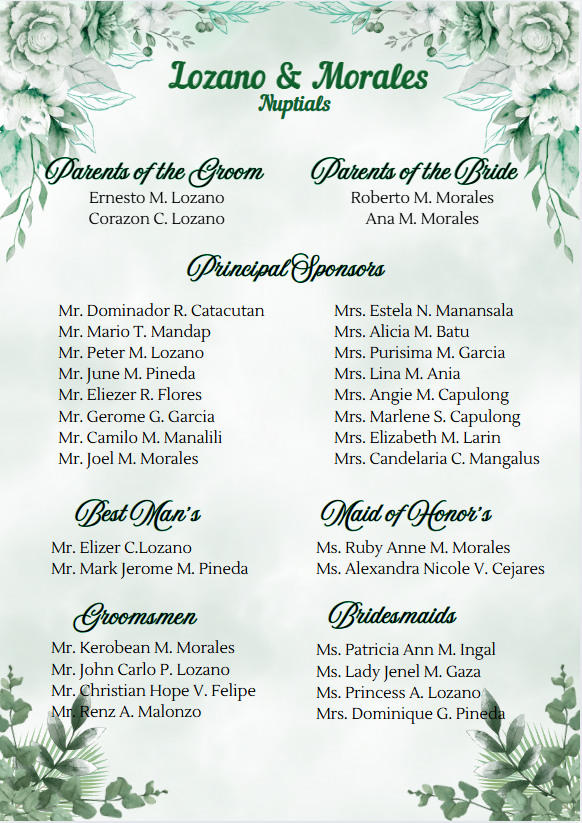 Lozano & Morales
Nuptials
Parents of the Groom
Ernesto M. Lozano
Corazon C. Lozano
Parents of the Bride
Roberto M. Morales
Ana M. Morales
Principal Sponsors
Mr. Dominador R. Catacutan
Mr. Mario T. Mandap
Mr. Peter M. Lozano
Mr. June M. Pineda
Mr. Eliezer R. Flores
Mr. Gerome G. Garcia
Mr. Camilo M. Manalili
Mr. Joel M. Morales
Mrs. Estela N. Manansala
Mrs. Alicia M. Batu
Mrs. Purisima M. Garcia
Mrs. Lina M. Ania
Mrs. Angie M. Capulong
Mrs. Marlene S. Capulong
Mrs. Elizabeth M. Larin
Mrs. Candelaria C. Mangalus
Best Man's
Mr. Elizer C.Lozano
Mr. Mark Jerome M. Pineda
Maid of Honor's
Ms. Ruby Anne M. Morales
Ms. Alexandra Nicole V. Cejares
Groomsmen
Mr. Kerobean M. Morales
Mr. John Carlo P. Lozano
Mr. Christian Hope V. Felipe
Mr. Renz A. Malonzo
Bridesmaids
Ms. Patricia Ann M. Ingal
Ms. Lady Jenel M. Gaza
Ms. Princess A. Lozano
Mrs. Dominique G. Pineda